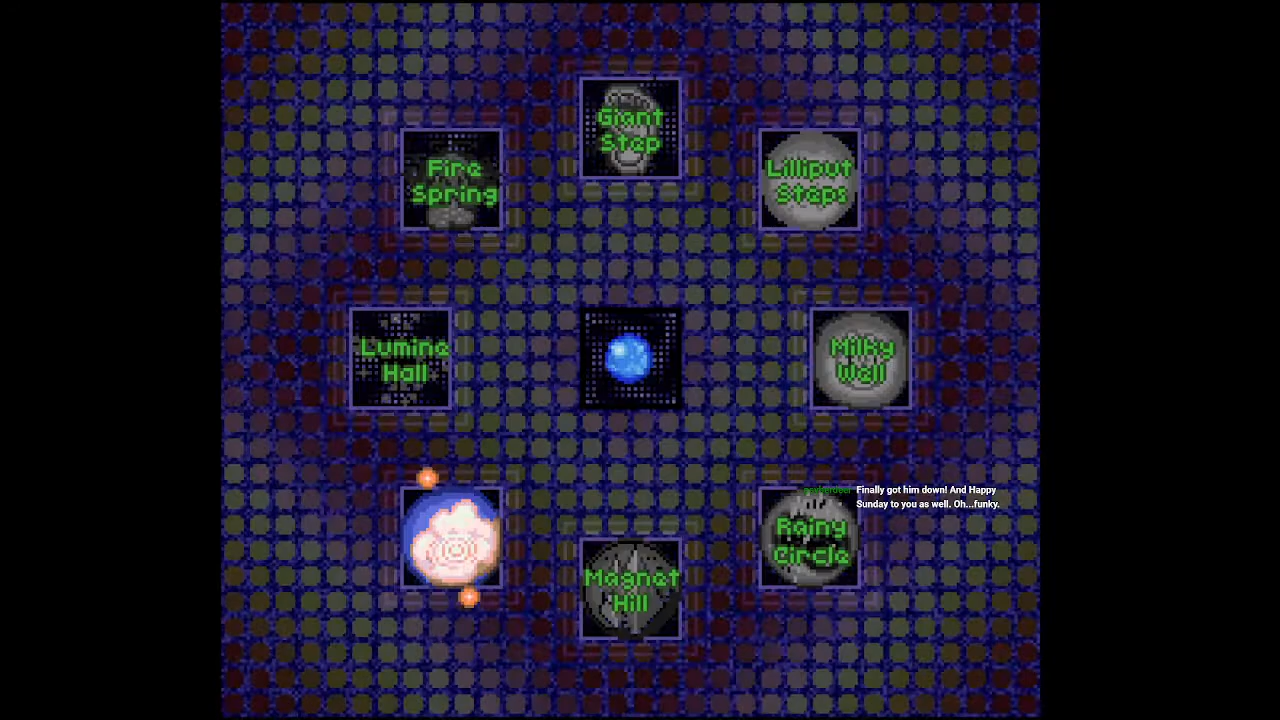 Giant
Step
Fire
Spring
Lilliput
Steps
Lumine
Hall
Milky
Well
Finally got him down! And Happy
Sunday to you as well. Oh...funky.
Rainy
Circle
Magnet
Hill